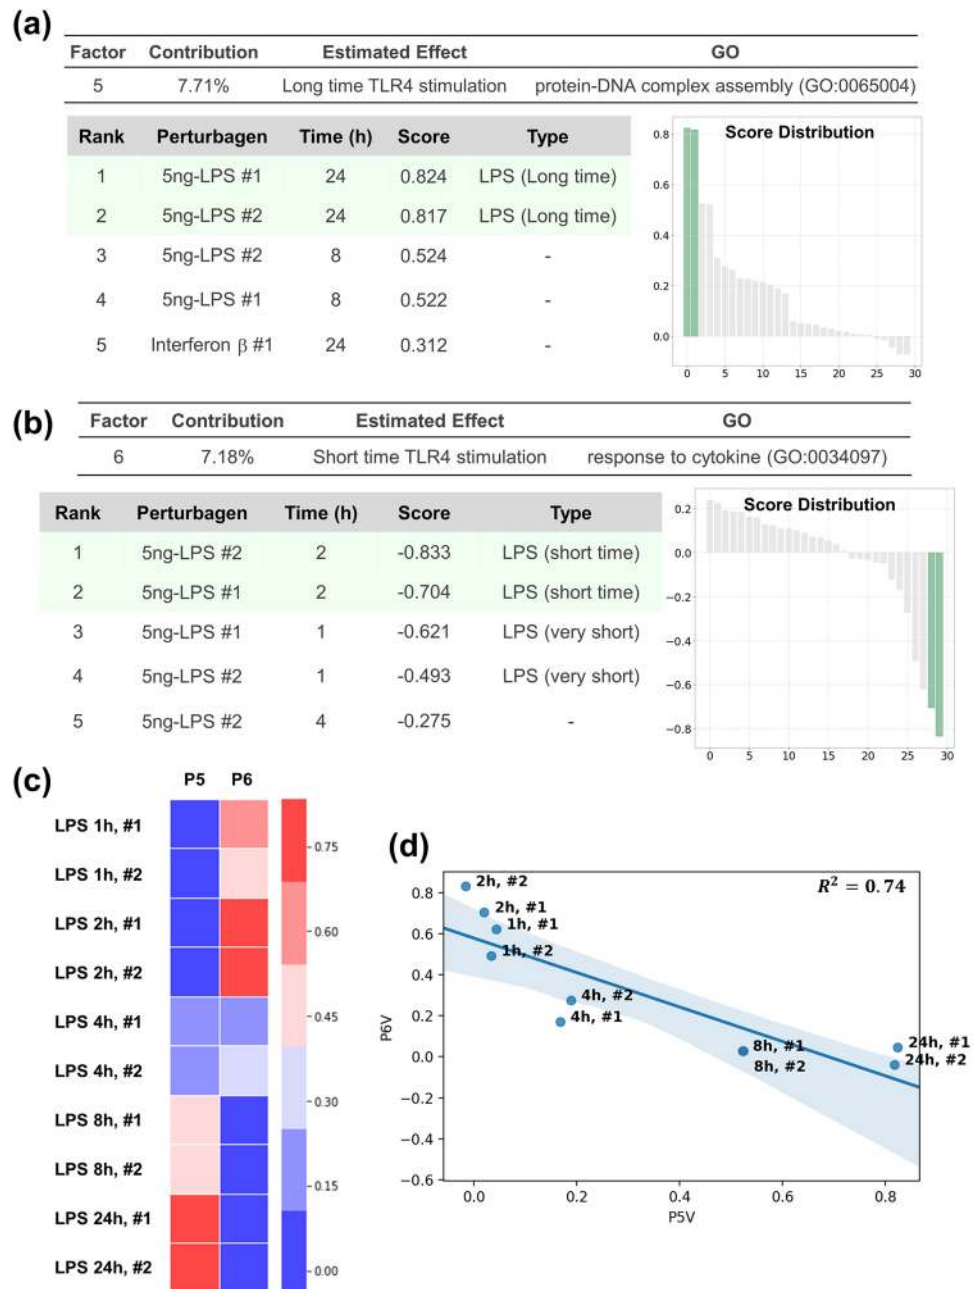 (a)
Factor Contribution Estimated Effect GO
5 7.71% Long time TLR4 stimulation protein-DNA complex assembly (GO:0065004)
Rank Perturbagen Time (h) Score Type
1 5ng-LPS #1 24 0.824 LPS (Long time)
2 5ng-LPS #2 24 0.817 LPS (Long time)
3 5ng-LPS #2 8 0.524 -
4 5ng-LPS #1 8 0.522 -
5 Interferon β #1 24 0.312 -
Score Distribution
0.8
0.6
0.4
0.2
0.0
0 5 10 15 20 25 30
(b)
Factor Contribution Estimated Effect GO
6 7.18% Short time TLR4 stimulation response to cytokine (GO:0034097)
Rank Perturbagen Time (h) Score Type
1 5ng-LPS #2 2 -0.833 LPS (short time)
2 5ng-LPS #1 2 -0.704 LPS (short time)
3 5ng-LPS #1 1 -0.621 LPS (very short)
4 5ng-LPS #2 1 -0.493 LPS (very short)
5 5ng-LPS #2 4 -0.275 -
Score Distribution
0.2
0.0
−0.2
−0.4
−0.6
−0.8
0 5 10 15 20 25 30
(c)
P5 P6
LPS 1h, #1
LPS 1h, #2
LPS 2h, #1
LPS 2h, #2
LPS 4h, #1
LPS 4h, #2
LPS 8h, #1
LPS 8h, #2
LPS 24h, #1
LPS 24h, #2
0.75
0.60
0.45
0.30
0.15
0.00
(d)
R² = 0.74
2h, #2
2h, #1
1h, #1
1h, #2
4h, #2
4h, #1
8h, #1
8h, #2
24h, #1
24h, #2
P6V
0.8
0.6
0.4
0.2
0.0
−0.2
−0.4
−0.6
0.0 0.2 0.4 0.6 0.8
P5V